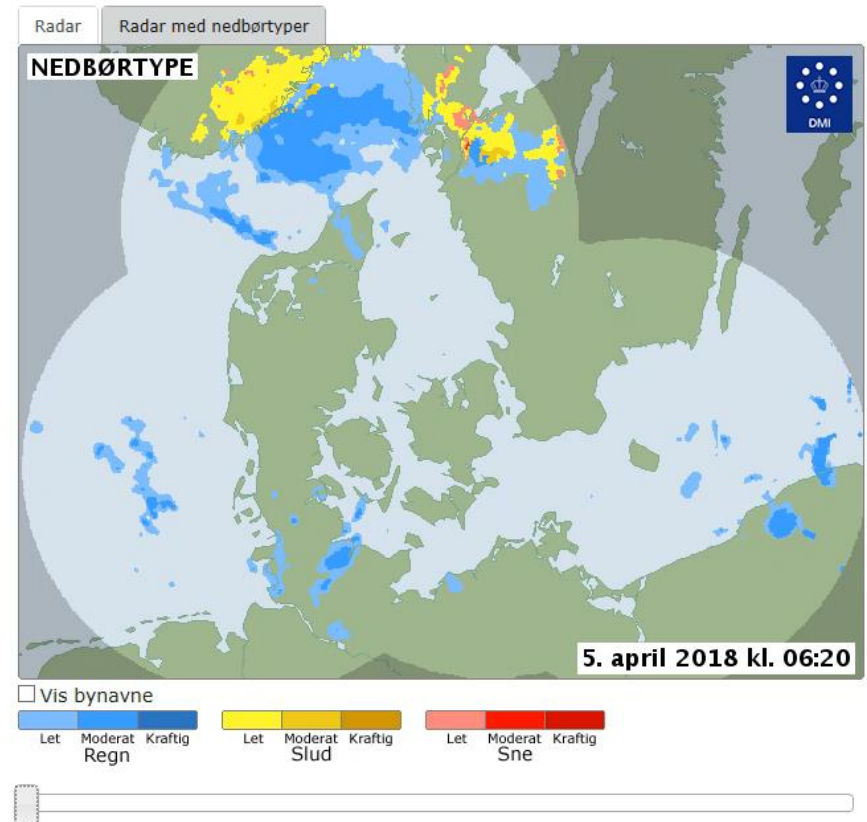 Radar
Radar med nedbørtyper
NEDBØRTYPE
DMI
5. april 2018 kl. 06:20
Vis bynavne
Let Moderat Kraftig
Regn
Let Moderat Kraftig
Slud
Let Moderat Kraftig
Sne